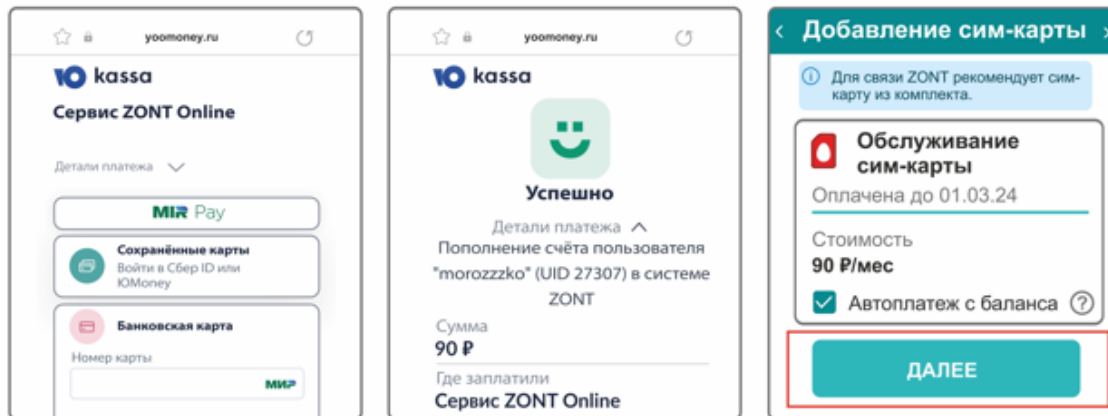 yoomoney.ru
Ю kassa
Сервис ZONT Online
Детали платежа
MIR Pay
Сохранённые карты
Войти в Сбер ID или
ЮMoney
Банковская карта
Номер карты
МИР
yoomoney.ru
Ю kassa
Успешно
Детали платежа
Пополнение счёта пользователя
"morozzzko" (UID 27307) в системе
ZONT
Сумма
90 ₽
Где заплатили
Сервис ZONT Online
Добавление сим-карты
Для связи ZONT рекомендует сим-
карту из комплекта.
Обслуживание
сим-карты
Оплачена до 01.03.24
Стоимость
90 ₽/мес
Автоплатеж с баланса ?
ДАЛЕЕ